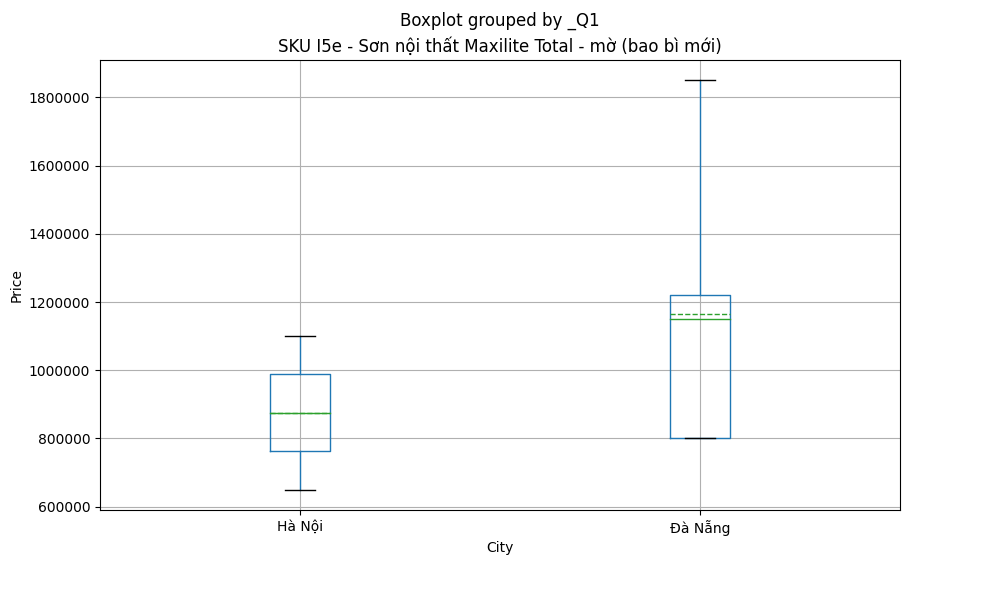 Boxplot grouped by _Q1
SKU I5e - Sơn nội thất Maxilite Total - mờ (bao bì mới)
1800000
1600000
1400000
1200000
1000000
800000
600000
Price
Hà Nội
Đà Nẵng
City